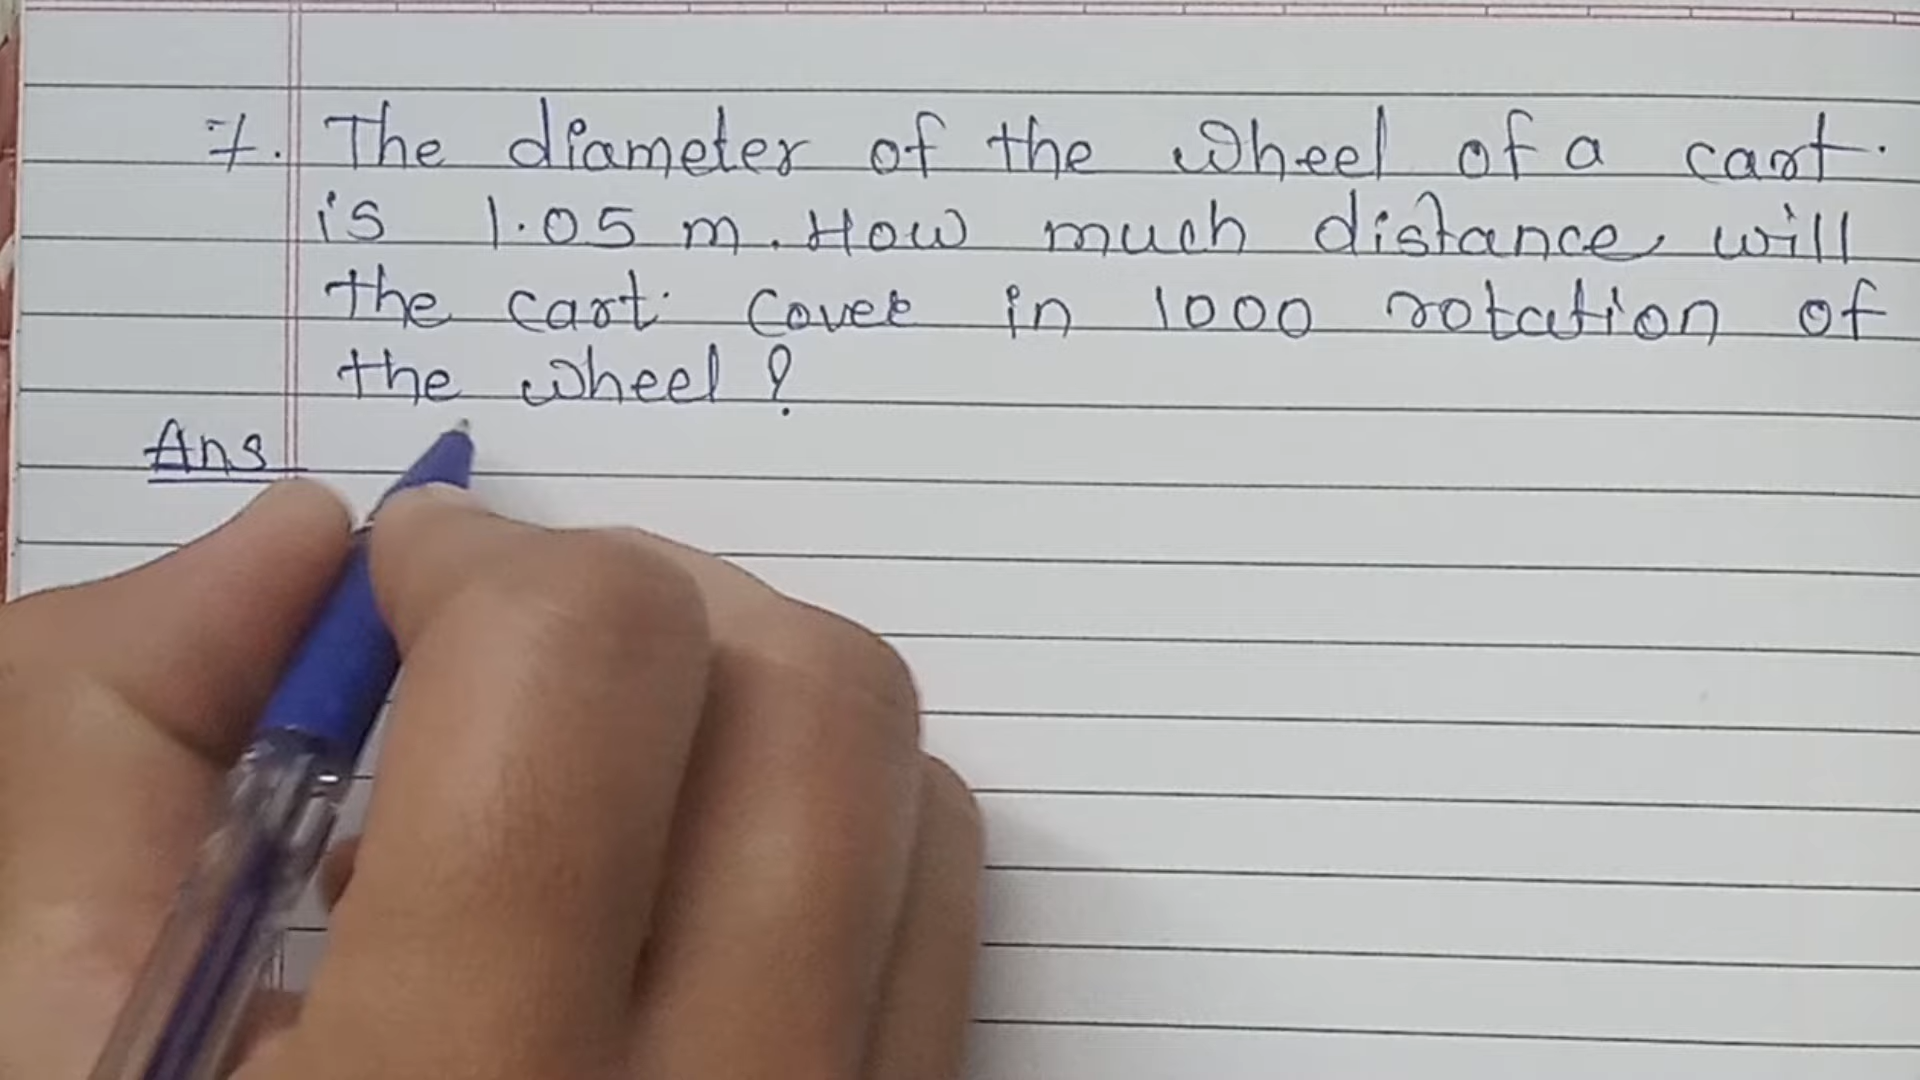 7. The diameter of the wheel of a cart
is 1.05 m. How much distance will
the cart cover in 1000 rotation of
the wheel?
Ans